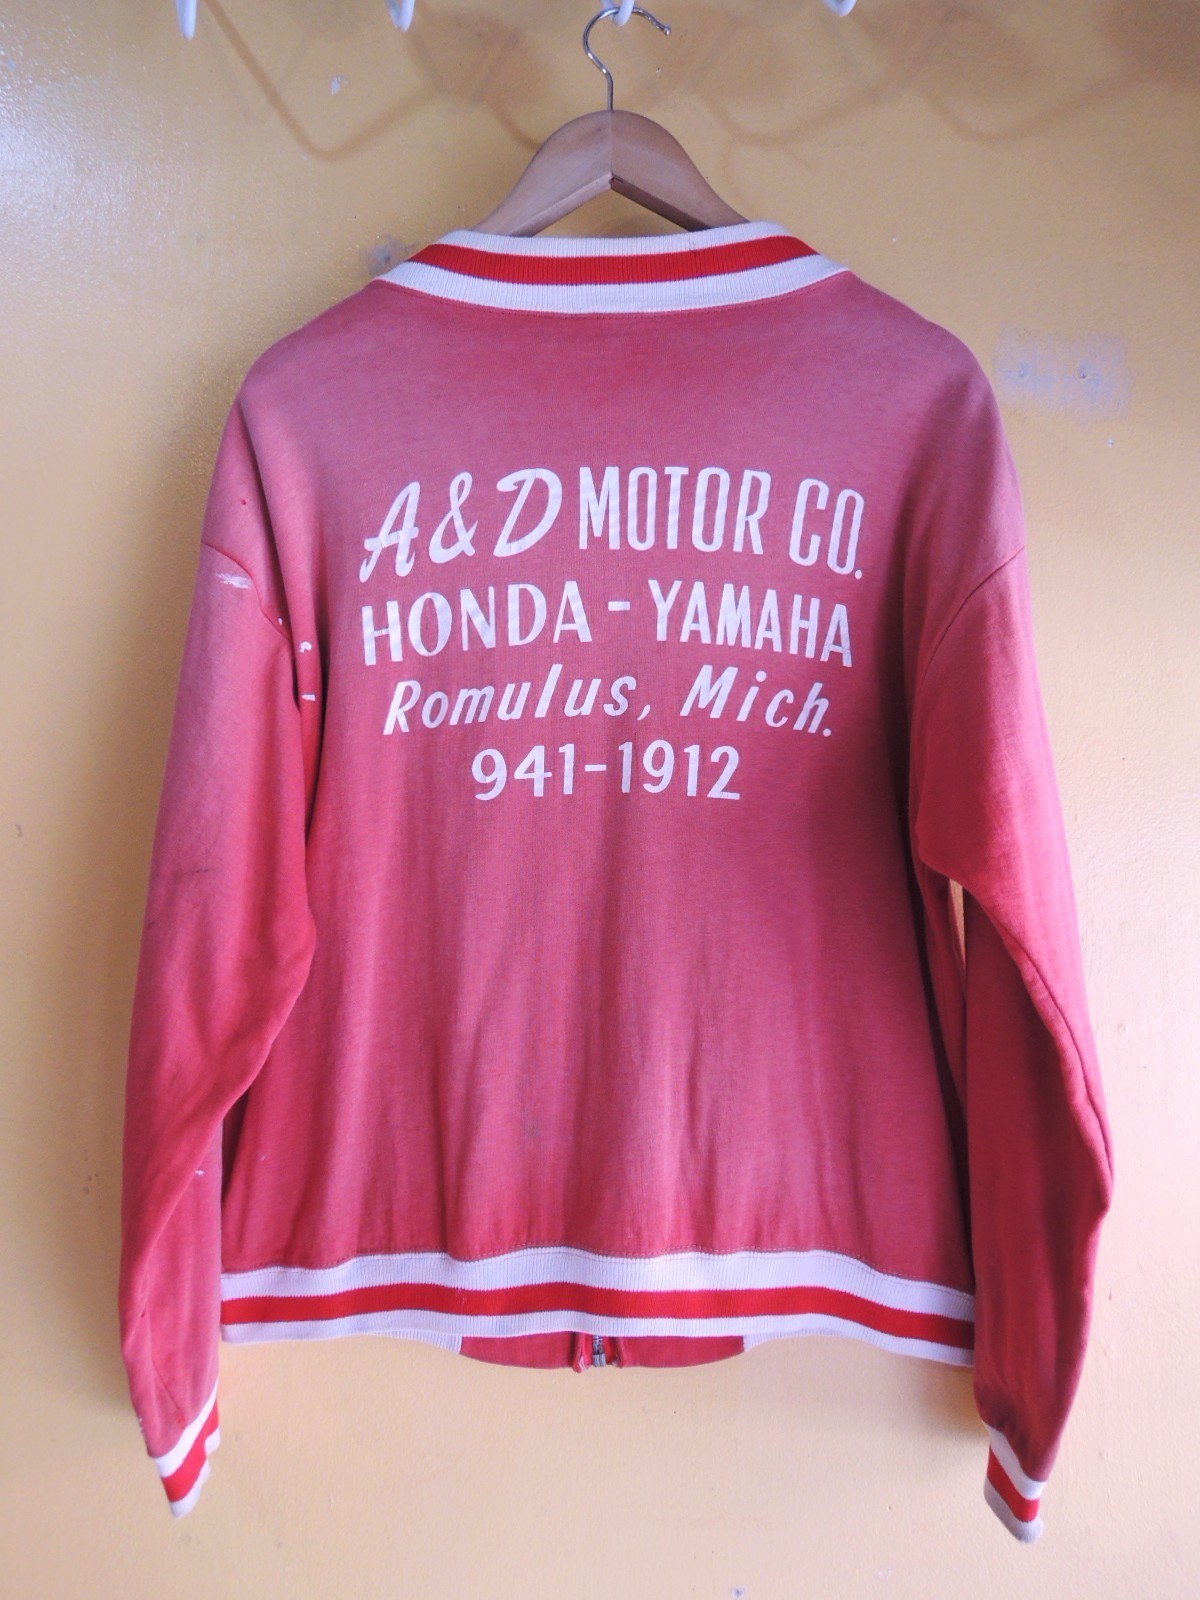 A & D MOTOR CO.
HONDA - YAMAHA
Romulus, Mich.
941-1912